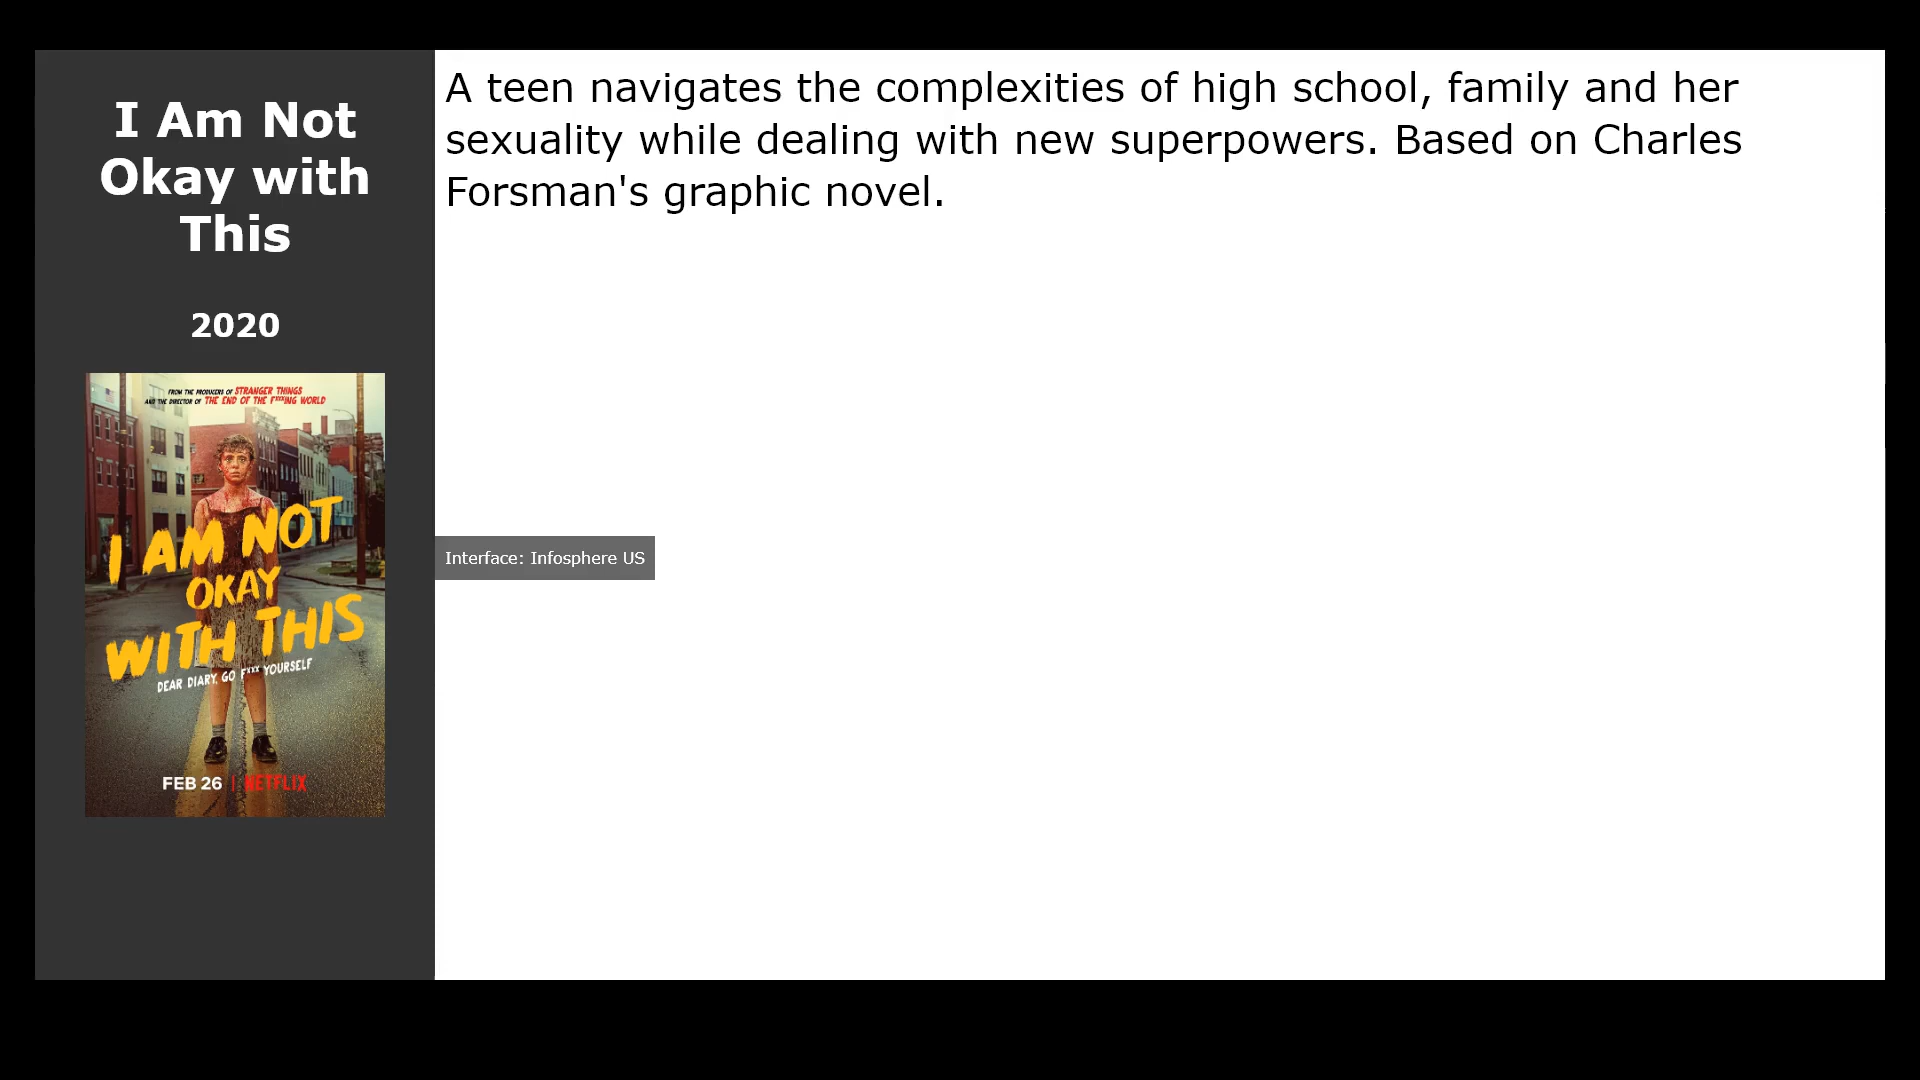 I Am Not
Okay with
This
2020
FROM THE PRODUCERS OF STRANGER THINGS
AND THE DIRECTOR OF THE END OF THE F***ING WORLD
I AM NOT
OKAY
WITH THIS
DEAR DIARY, GO F*** YOURSELF
FEB 26 | NETFLIX
A teen navigates the complexities of high school, family and her
sexuality while dealing with new superpowers. Based on Charles
Forsman's graphic novel.
Interface: Infosphere US